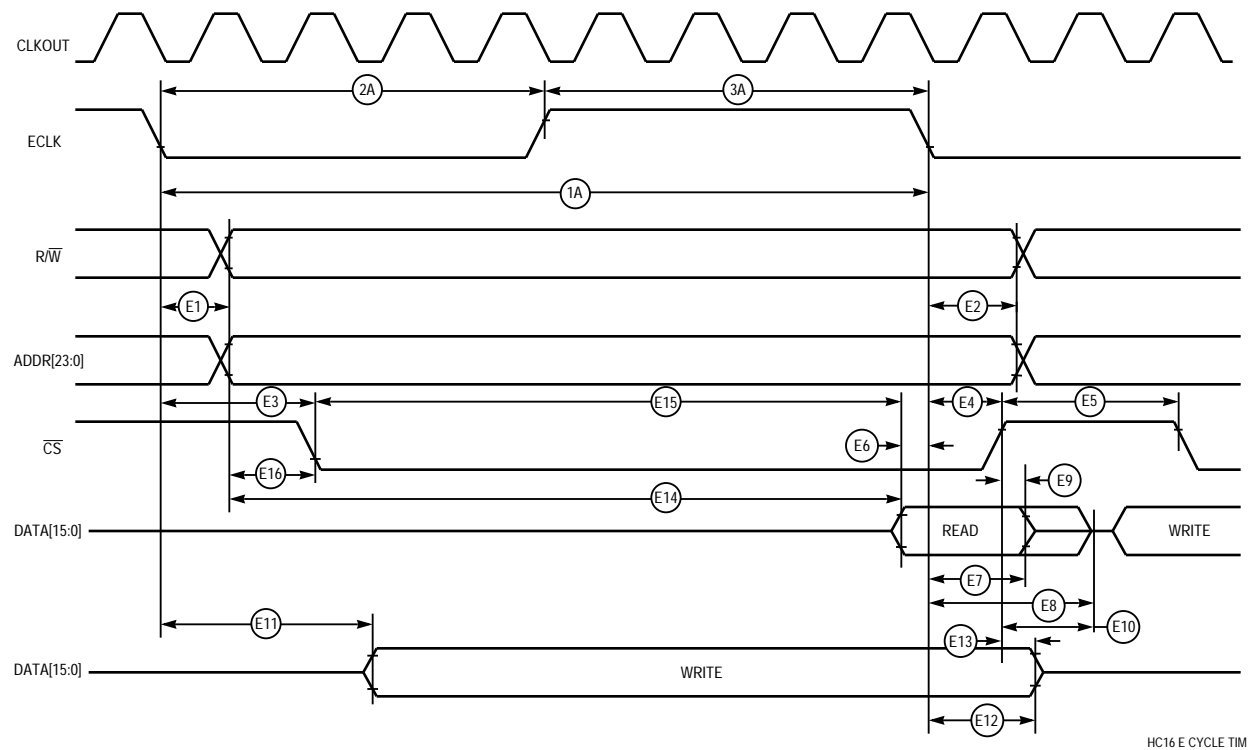 CLKOUT
2A
3A
ECLK
1A
R/W̅
E1
E2
ADDR[23:0]
E3
E15
E4
E5
C̅S̅
E6
E16
E9
E14
DATA[15:0]
READ
WRITE
E7
E8
E11
E13
E10
DATA[15:0]
WRITE
E12
HC16 E CYCLE TIM